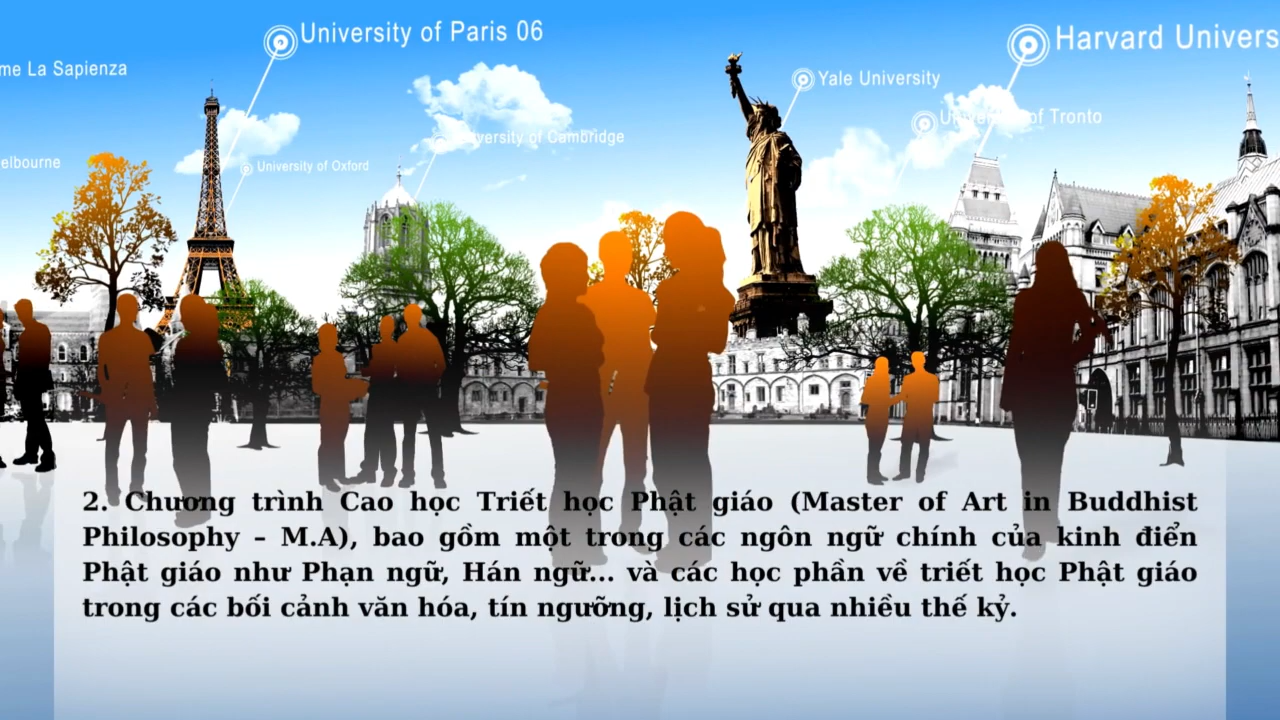 University of Paris 06
Harvard Univers
me La Sapienza
Yale University
University of Tronto
University of Cambridge
elbourne
University of Oxford
2. Chương trình Cao học Triết học Phật giáo (Master of Art in Buddhist
Philosophy – M.A), bao gồm một trong các ngôn ngữ chính của kinh điển
Phật giáo như Phạn ngữ, Hán ngữ... và các học phần về triết học Phật giáo
trong các bối cảnh văn hóa, tín ngưỡng, lịch sử qua nhiều thế kỷ.